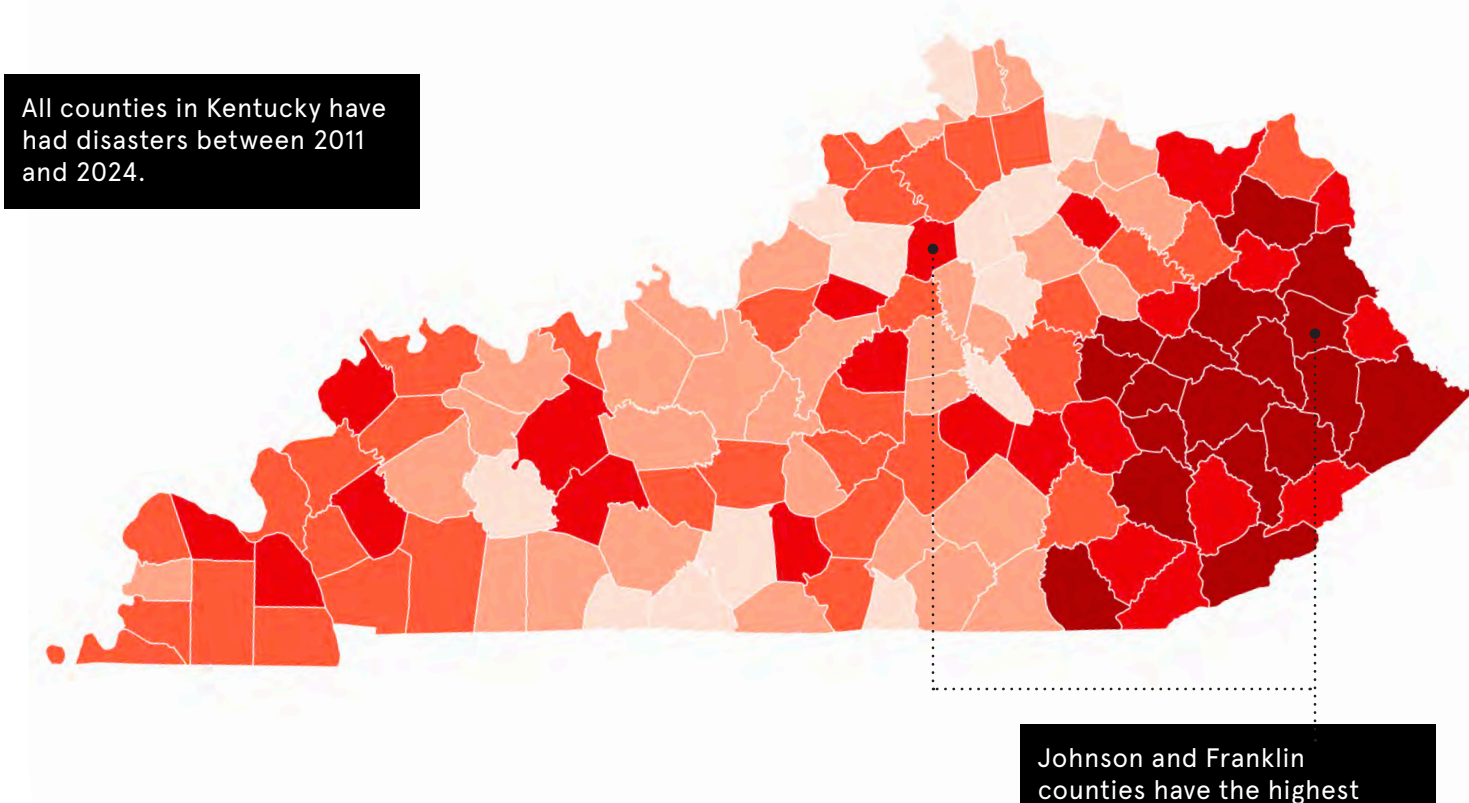 All counties in Kentucky have
had disasters between 2011
and 2024.
Johnson and Franklin
counties have the highest